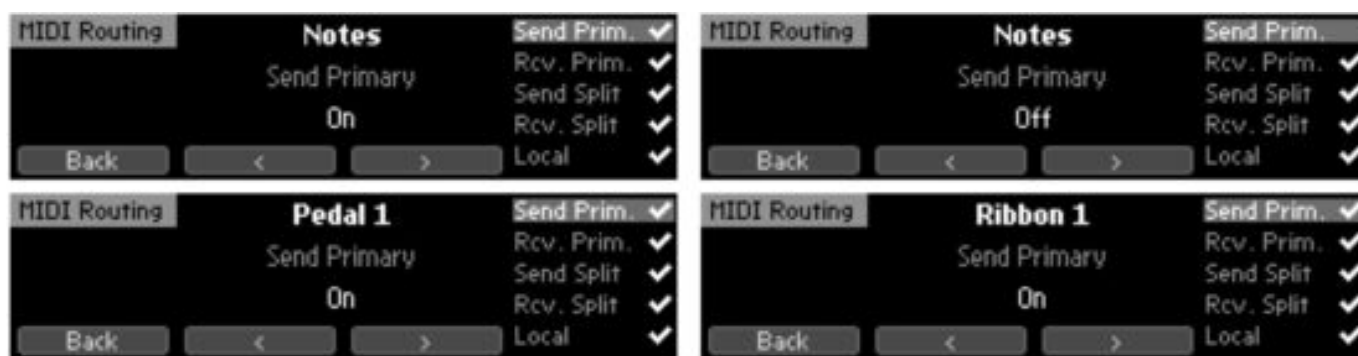 MIDI Routing
Notes
Send Primary
On
Send Prim. ✔
Rcv. Prim. ✔
Send Split ✔
Rcv. Split ✔
Local ✔
Back < >
MIDI Routing
Notes
Send Primary
Off
Send Prim.
Rcv. Prim. ✔
Send Split ✔
Rcv. Split ✔
Local ✔
Back < >
MIDI Routing
Pedal 1
Send Primary
On
Send Prim. ✔
Rcv. Prim. ✔
Send Split ✔
Rcv. Split ✔
Local ✔
Back < >
MIDI Routing
Ribbon 1
Send Primary
On
Send Prim. ✔
Rcv. Prim. ✔
Send Split ✔
Rcv. Split ✔
Local ✔
Back < >